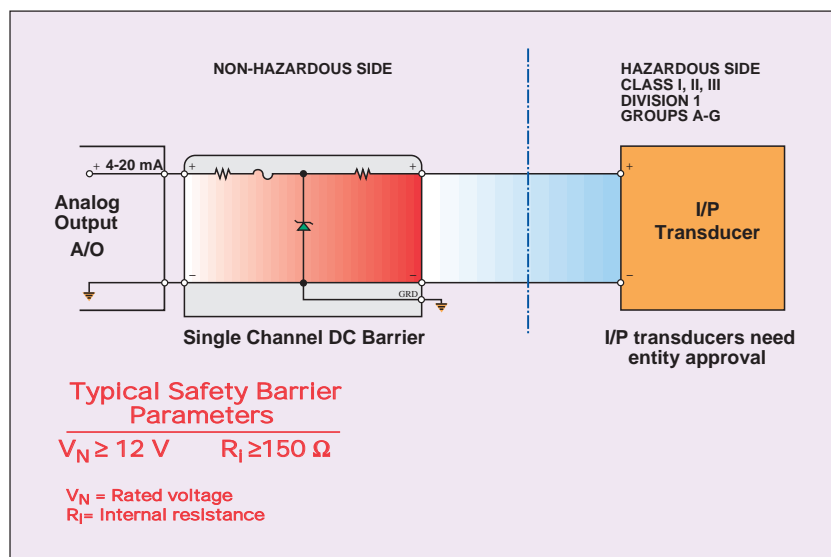 NON-HAZARDOUS SIDE
HAZARDOUS SIDE
CLASS I, II, III
DIVISION 1
GROUPS A-G
+ 4-20 mA
+
+
+
Analog
Output
A/O
I/P
Transducer
−
−
−
GRD
Single Channel DC Barrier
I/P transducers need
entity approval
Typical Safety Barrier
Parameters
VN ≥ 12 V Ri ≥150 Ω
VN = Rated voltage
RI= Internal resistance